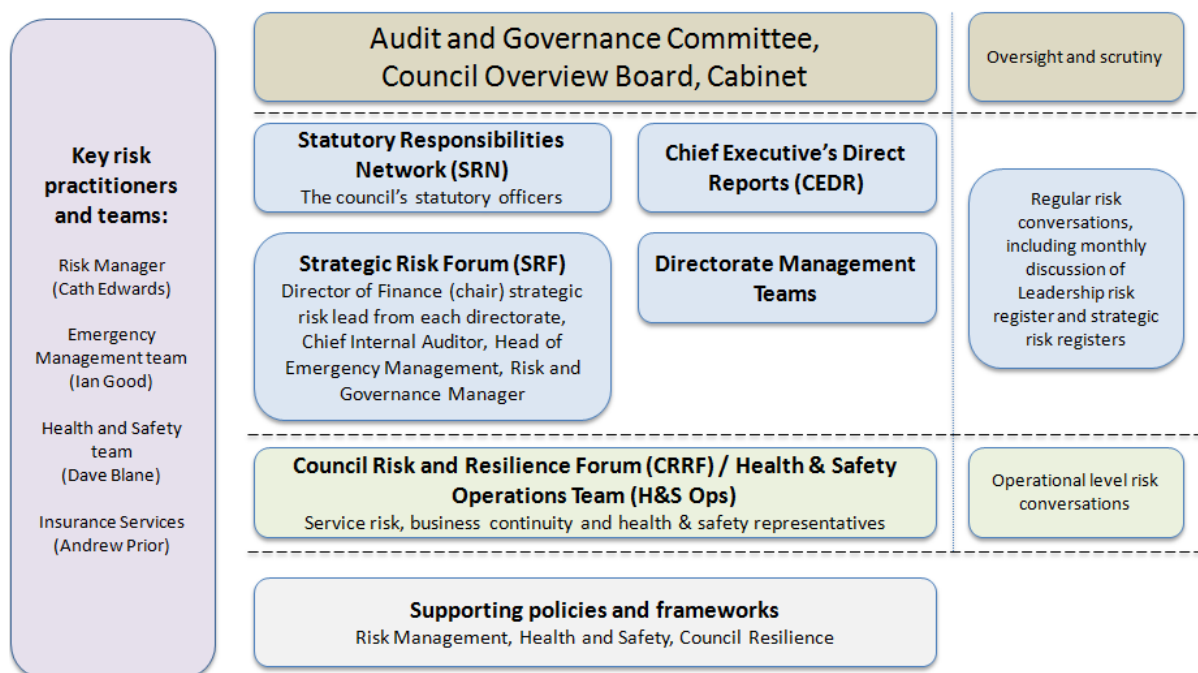 Key risk
practitioners
and teams:
Risk Manager
(Cath Edwards)
Emergency
Management team
(Ian Good)
Health and Safety
team
(Dave Blane)
Insurance Services
(Andrew Prior)
Audit and Governance Committee,
Council Overview Board, Cabinet
Oversight and scrutiny
Statutory Responsibilities
Network (SRN)
The council's statutory officers
Chief Executive's Direct
Reports (CEDR)
Strategic Risk Forum (SRF)
Director of Finance (chair) strategic
risk lead from each directorate,
Chief Internal Auditor, Head of
Emergency Management, Risk and
Governance Manager
Directorate Management
Teams
Regular risk
conversations,
including monthly
discussion of
Leadership risk
register and strategic
risk registers
Council Risk and Resilience Forum (CRRF) / Health & Safety
Operations Team (H&S Ops)
Service risk, business continuity and health & safety representatives
Operational level risk
conversations
Supporting policies and frameworks
Risk Management, Health and Safety, Council Resilience